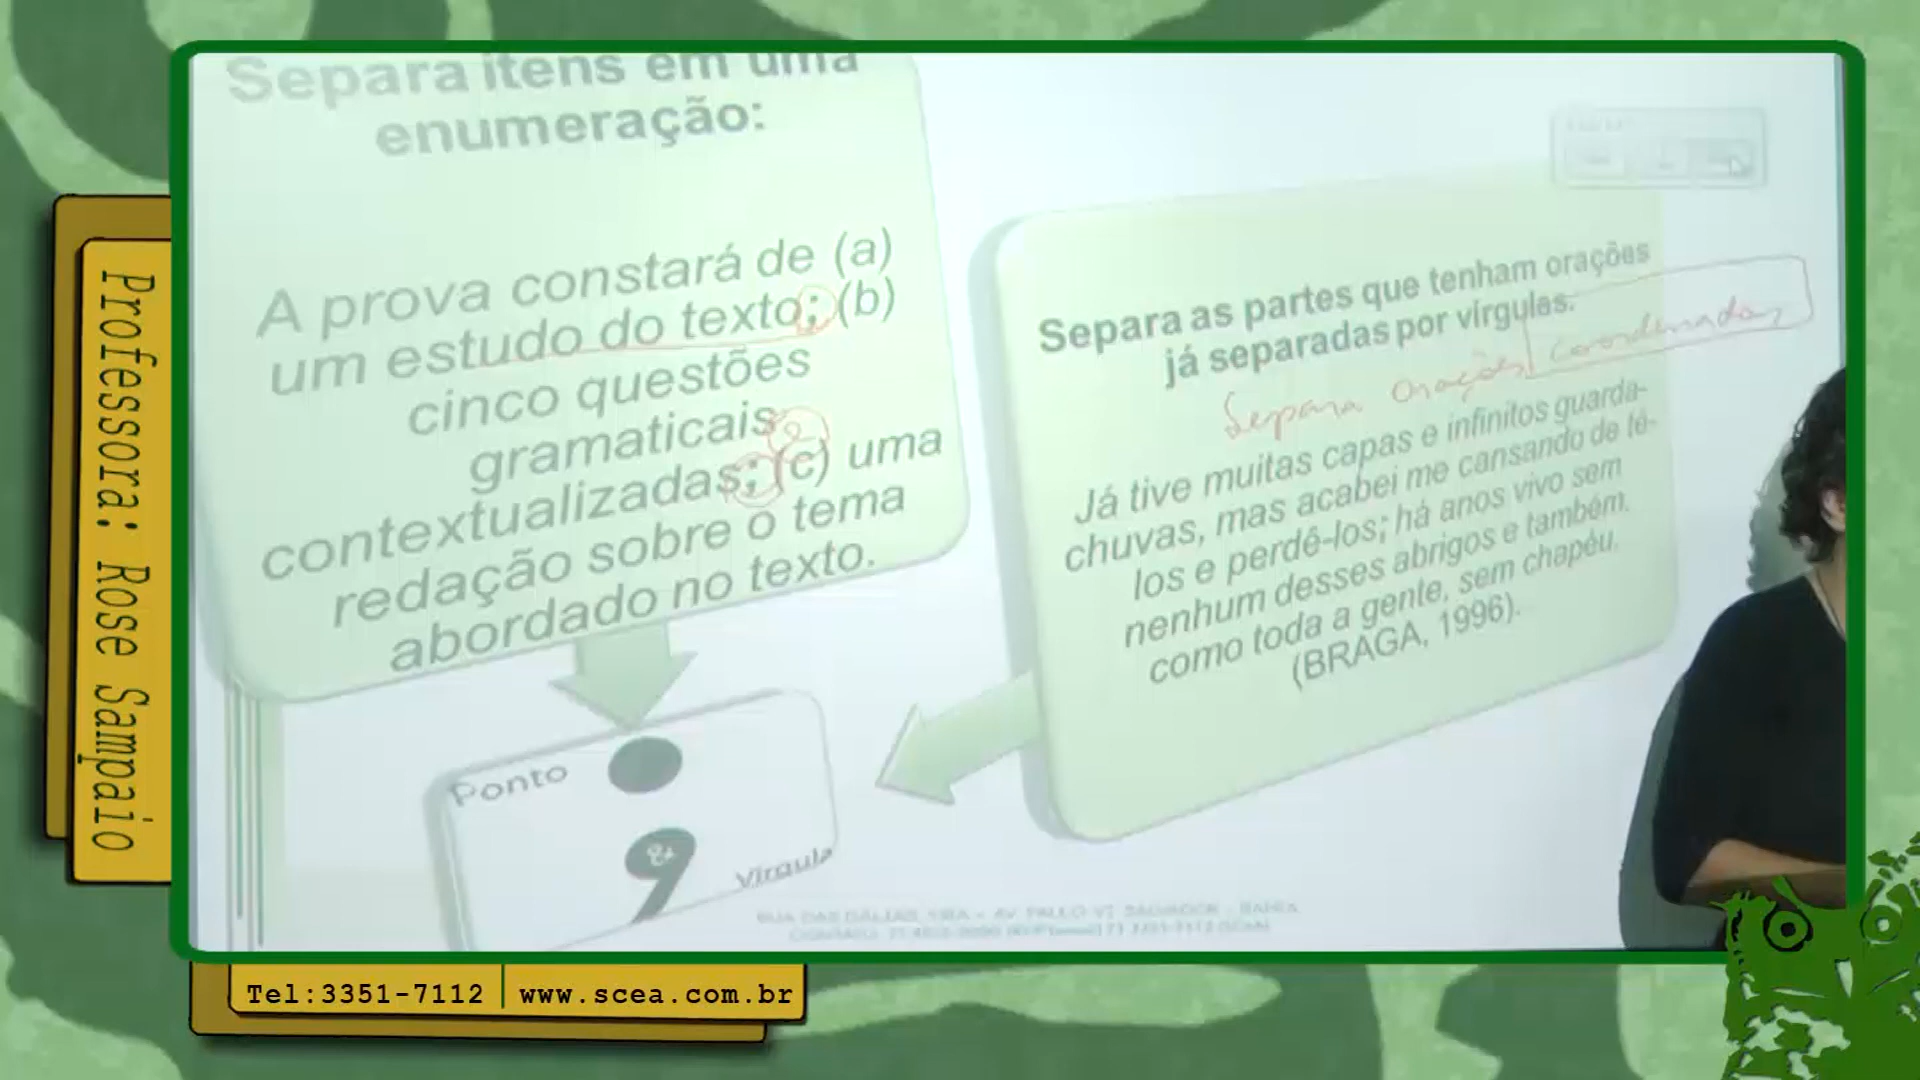 Separa itens em uma
enumeração:
A prova constará de (a)
um estudo do texto; (b)
cinco questões
gramaticais
contextualizadas; (c) uma
redação sobre o tema
abordado no texto.
Separa as partes que tenham orações
já separadas por vírgulas.
Separa orações coordenadas
Já tive muitas capas e infinitos guarda-
chuvas, mas acabei me cansando de tê-
los e perdê-los; há anos vivo sem
nenhum desses abrigos e também,
como toda a gente, sem chapéu.
(BRAGA, 1996).
Ponto
&
Vírgula
Professora: Rose Sampaio
Tel:3351-7112
www.scea.com.br